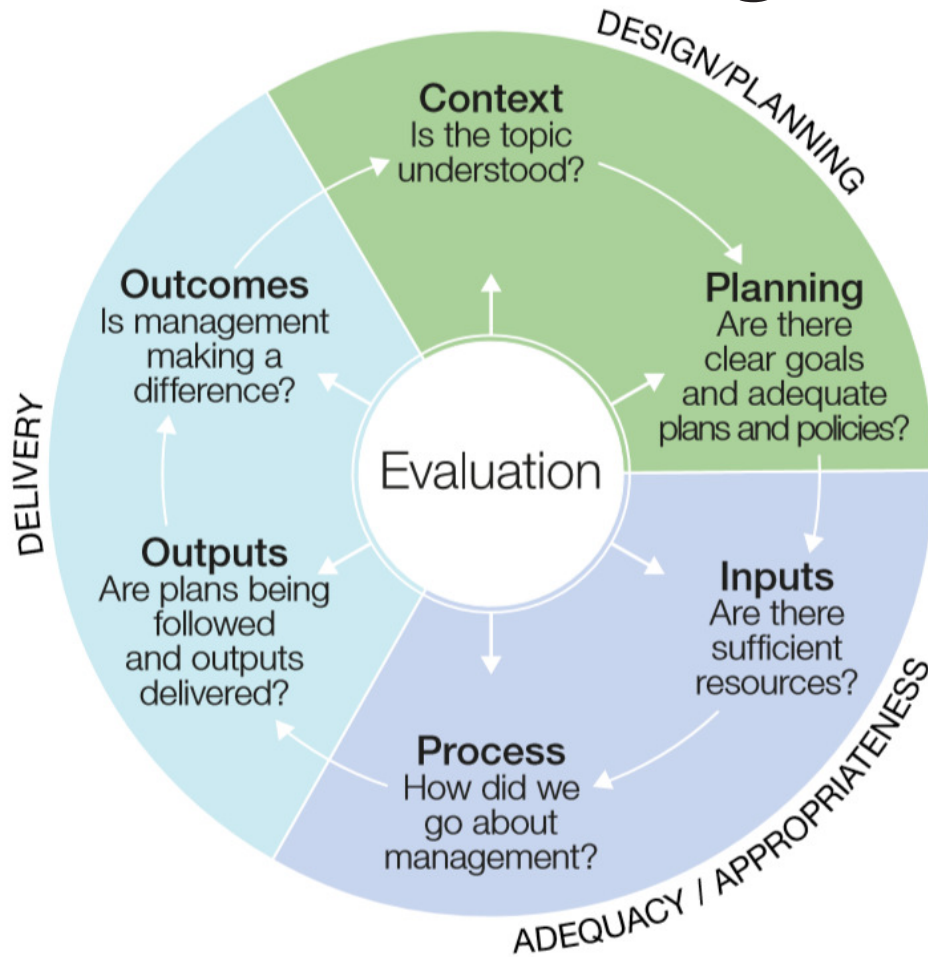 DESIGN/PLANNING
Context
Is the topic
understood?
Planning
Are there
clear goals
and adequate
plans and policies?
Inputs
Are there
sufficient
resources?
ADEQUACY / APPROPRIATENESS
Process
How did we
go about
management?
Outputs
Are plans being
followed
and outputs
delivered?
DELIVERY
Outcomes
Is management
making a
difference?
Evaluation